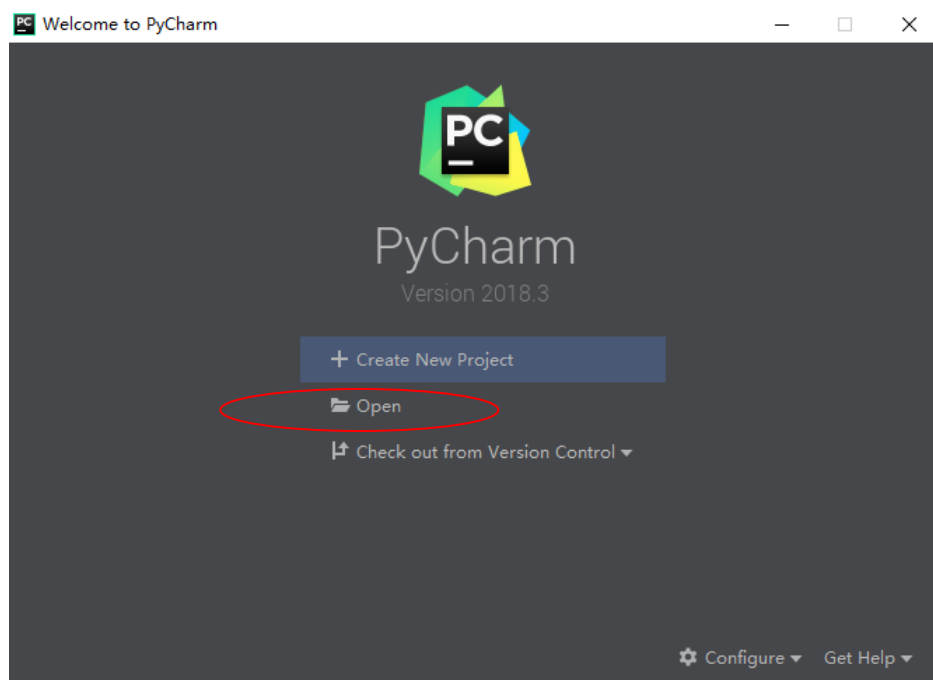 PC Welcome to PyCharm
PC
PyCharm
Version 2018.3
Create New Project
Open
Check out from Version Control
Configure Get Help